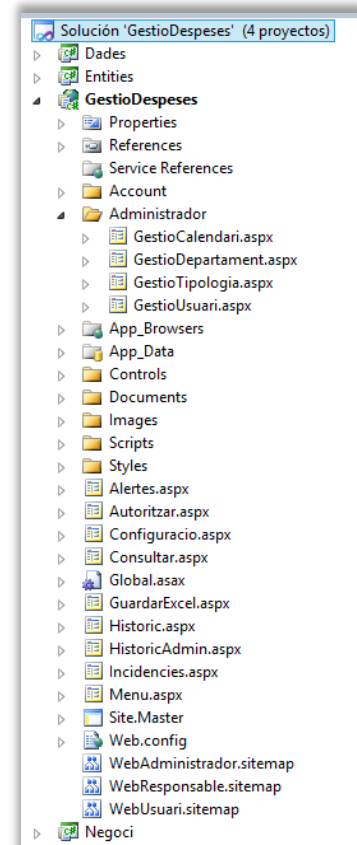 Solución 'GestioDespeses' (4 proyectos)
Dades
Entities
GestioDespeses
Properties
References
Service References
Account
Administrador
GestioCalendari.aspx
GestioDepartament.aspx
GestioTipologia.aspx
GestioUsuari.aspx
App_Browsers
App_Data
Controls
Documents
Images
Scripts
Styles
Alertes.aspx
Autoritzar.aspx
Configuracio.aspx
Consultar.aspx
Global.asax
GuardarExcel.aspx
Historic.aspx
HistoricAdmin.aspx
Incidencies.aspx
Menu.aspx
Site.Master
Web.config
WebAdministrador.sitemap
WebResponsable.sitemap
WebUsuari.sitemap
Negoci